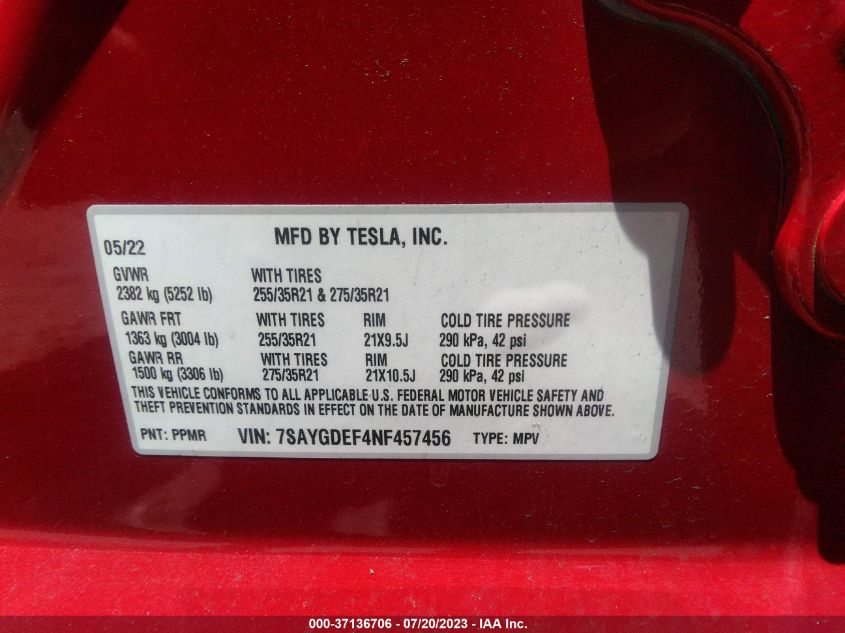 05/22 MFD BY TESLA, INC.
GVWR WITH TIRES
2382 kg (5252 lb) 255/35R21 & 275/35R21
GAWR FRT WITH TIRES RIM COLD TIRE PRESSURE
1363 kg (3004 lb) 255/35R21 21X9.5J 290 kPa, 42 psi
GAWR RR WITH TIRES RIM COLD TIRE PRESSURE
1500 kg (3306 lb) 275/35R21 21X10.5J 290 kPa, 42 psi
THIS VEHICLE CONFORMS TO ALL APPLICABLE U.S. FEDERAL MOTOR VEHICLE SAFETY AND
THEFT PREVENTION STANDARDS IN EFFECT ON THE DATE OF MANUFACTURE SHOWN ABOVE.
PNT: PPMR VIN: 7SAYGDEF4NF457456 TYPE: MPV
000-37136706 - 07/20/2023 - IAA Inc.